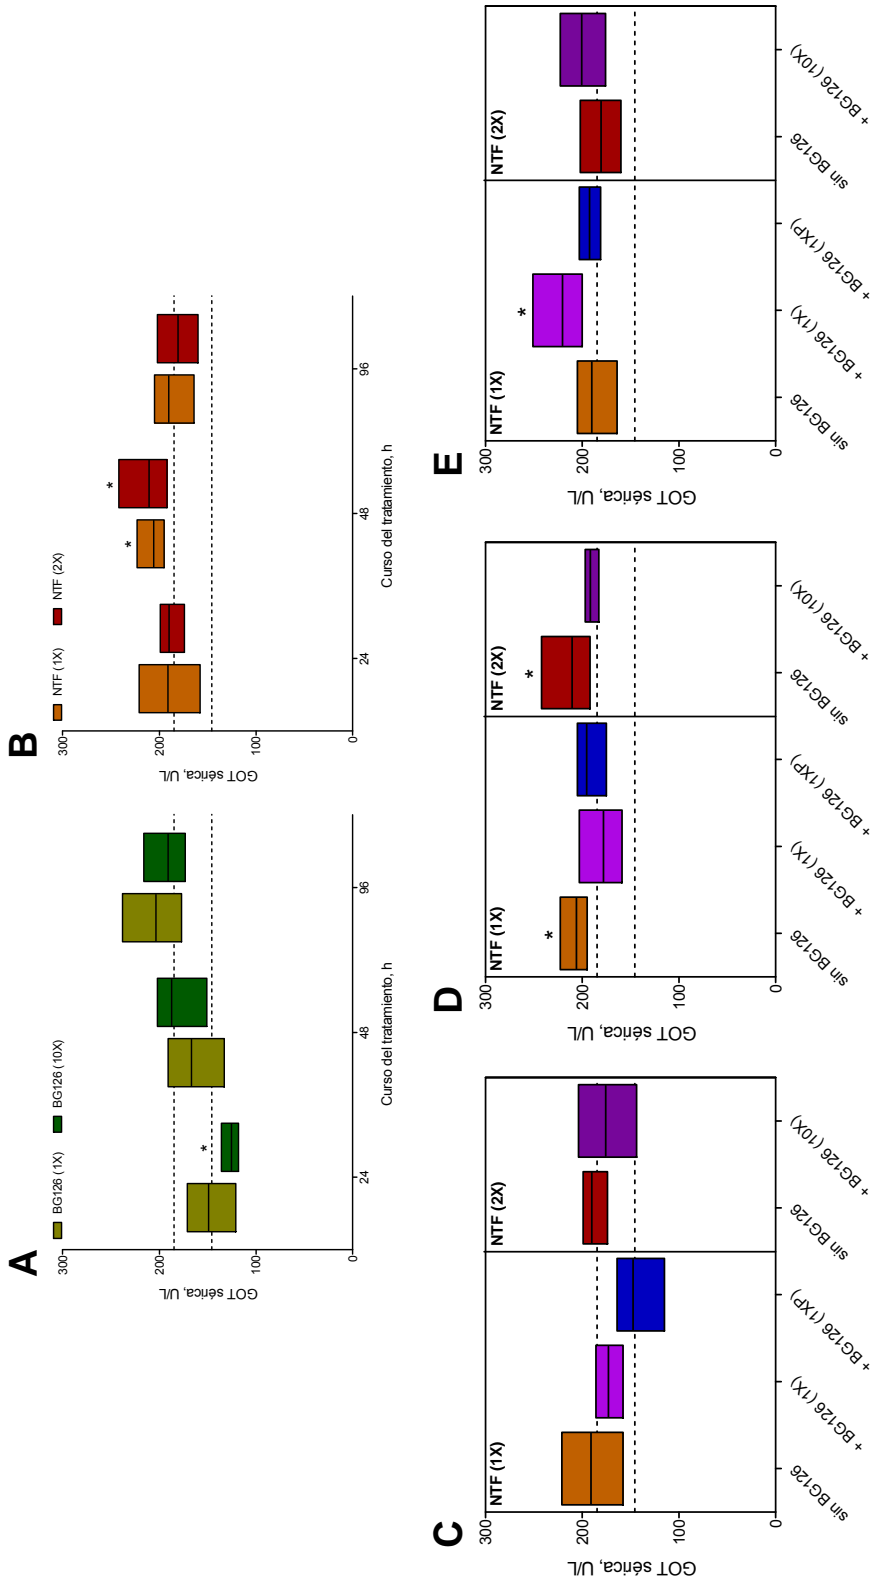 A
BG126 (1X)
BG126 (10X)
300
200
100
0
GOT sérica, U/L
*
24
48
96
Curso del tratamiento, h
B
NTF (1X)
NTF (2X)
300
200
100
0
GOT sérica, U/L
*
*
24
48
96
Curso del tratamiento, h
C
NTF (1X)
NTF (2X)
300
200
100
0
GOT sérica, U/L
sin BG126
+ BG126 (1X)
+ BG126 (1XP)
sin BG126
+ BG126 (10X)
D
NTF (1X)
NTF (2X)
300
200
100
0
GOT sérica, U/L
*
*
sin BG126
+ BG126 (1X)
+ BG126 (1XP)
sin BG126
+ BG126 (10X)
E
NTF (1X)
NTF (2X)
300
200
100
0
GOT sérica, U/L
*
sin BG126
+ BG126 (1X)
+ BG126 (1XP)
sin BG126
+ BG126 (10X)